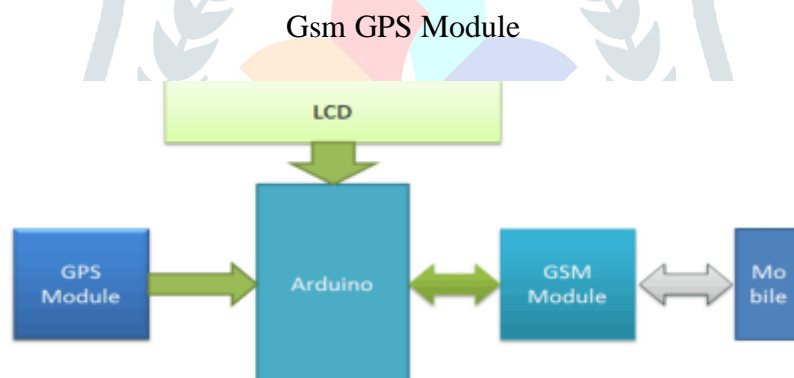 Gsm GPS Module
LCD
GPS
Module
Arduino
GSM
Module
Mo
bile